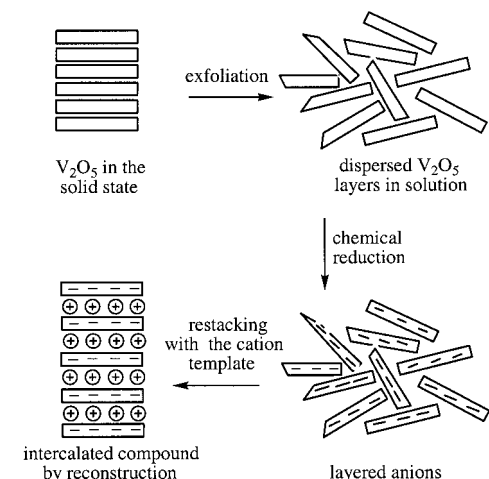 exfoliation
V₂O₅ in the
solid state
dispersed V₂O₅
layers in solution
chemical
reduction
restacking
with the cation
template
intercalated compound
by reconstruction
layered anions